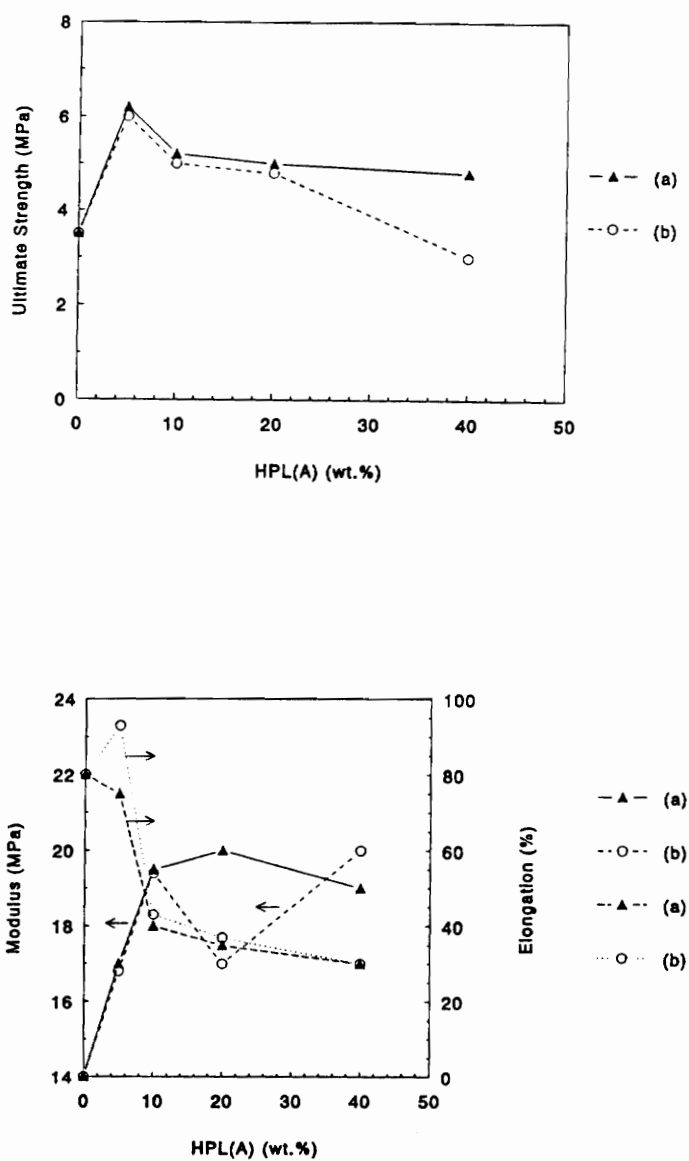 8
6
4
2
0
Ultimate Strength (MPa)
0 10 20 30 40 50
HPL(A) (wt.%)
(a)
(b)
24
22
20
18
16
14
Modulus (MPa)
100
80
60
40
20
0
Elongation (%)
0 10 20 30 40 50
HPL(A) (wt.%)
(a)
(b)
(a)
(b)